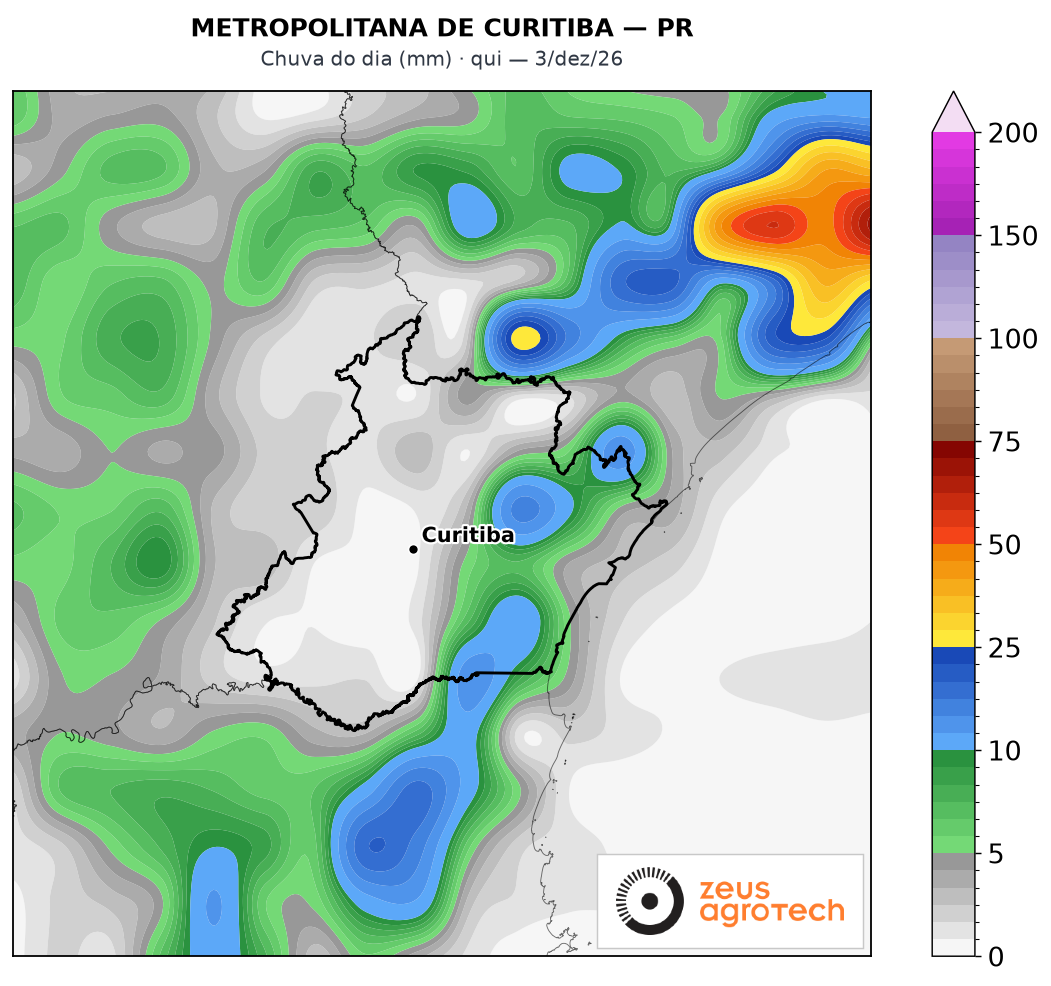 METROPOLITANA DE CURITIBA — PR
Chuva do dia (mm) · qui — 3/dez/26
200
150
100
75
50
25
10
5
0
Curitiba
zeus
agrotech